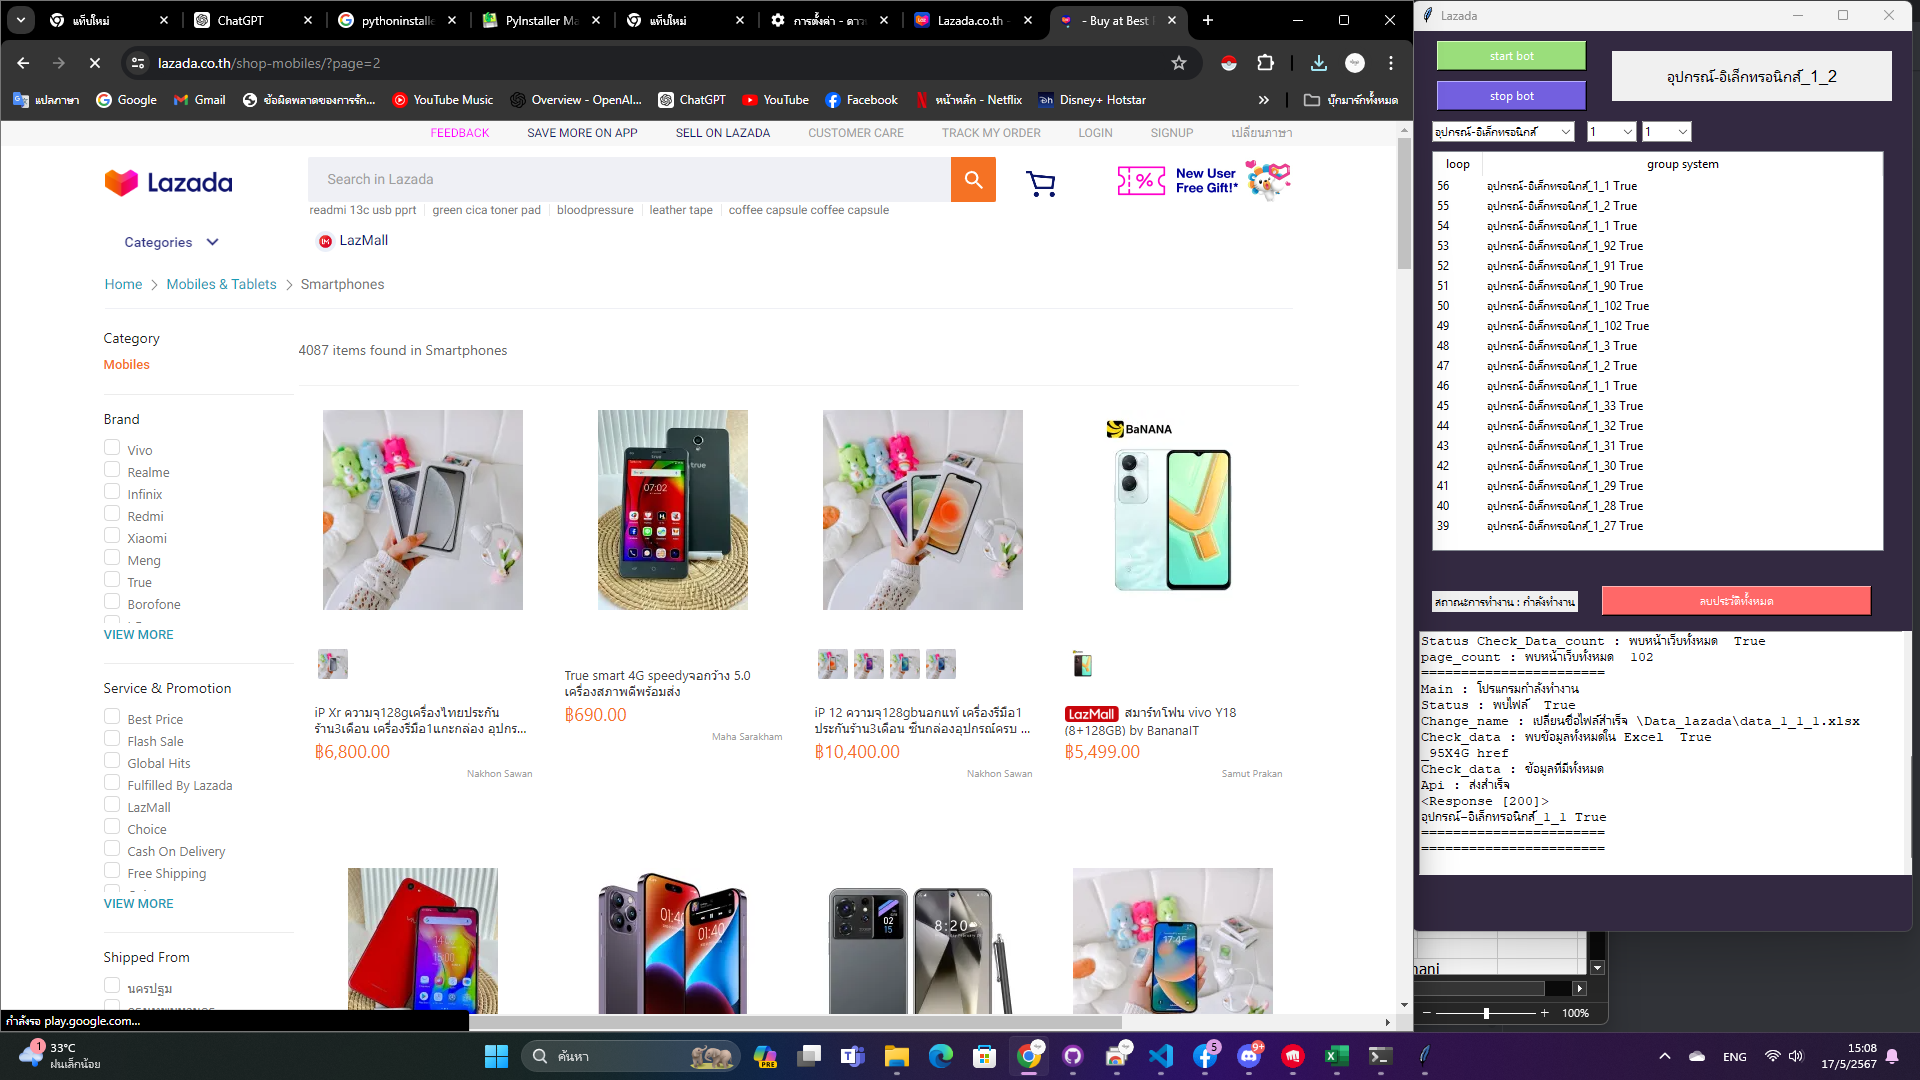 แท็บใหม่
ChatGPT
pythoninstalle
PyInstaller Ma
แท็บใหม่
การตั้งค่า - ดาว
Lazada.co.th -
- Buy at Best
lazada.co.th/shop-mobiles/?page=2
แปลภาษา
Google
Gmail
ข้อผิดพลาดของการรัก...
YouTube Music
Overview - OpenAI...
ChatGPT
YouTube
Facebook
หน้าหลัก - Netflix
Disney+ Hotstar
บุ๊กมาร์กทั้งหมด
FEEDBACK
SAVE MORE ON APP
SELL ON LAZADA
CUSTOMER CARE
TRACK MY ORDER
LOGIN
SIGNUP
เปลี่ยนภาษา
Lazada
Search in Lazada
New User
Free Gift!*
readmi 13c usb pprt
green cica toner pad
bloodpressure
leather tape
coffee capsule coffee capsule
Categories
LazMall
Home
Mobiles & Tablets
Smartphones
Category
Mobiles
4087 items found in Smartphones
Brand
Vivo
Realme
Infinix
Redmi
Xiaomi
Meng
True
Borofone
VIEW MORE
Service & Promotion
Best Price
Flash Sale
Global Hits
Fulfilled By Lazada
LazMall
Choice
Cash On Delivery
Free Shipping
VIEW MORE
Shipped From
นครปฐม
BaNANA
true
07:02
iP Xr ความจุ128gเครื่องไทยประกัน
ร้าน3เดือน เครื่องรีมือ1แกะกล่อง อุปกร...
฿6,800.00
Nakhon Sawan
True smart 4G speedyจอกว้าง 5.0
เครื่องสภาพดีพร้อมส่ง
฿690.00
Maha Sarakham
iP 12 ความจุ128gbนอกแท้ เครื่องรีมือ1
ประกันร้าน3เดือน ซีนกล่องอุปกรณ์ครบ ...
฿10,400.00
Nakhon Sawan
LazMall สมาร์ทโฟน vivo Y18
(8+128GB) by BananaIT
฿5,499.00
Samut Prakan
01:40
8:20
02
15
17:45
กำลังรอ play.google.com...
Lazada
start bot
stop bot
อุปกรณ์-อิเล็กทรอนิกส์_1_2
อุปกรณ์-อิเล็กทรอนิกส์
1
1
loop
group system
56 อุปกรณ์-อิเล็กทรอนิกส์_1_1 True
55 อุปกรณ์-อิเล็กทรอนิกส์_1_2 True
54 อุปกรณ์-อิเล็กทรอนิกส์_1_1 True
53 อุปกรณ์-อิเล็กทรอนิกส์_1_92 True
52 อุปกรณ์-อิเล็กทรอนิกส์_1_91 True
51 อุปกรณ์-อิเล็กทรอนิกส์_1_90 True
50 อุปกรณ์-อิเล็กทรอนิกส์_1_102 True
49 อุปกรณ์-อิเล็กทรอนิกส์_1_102 True
48 อุปกรณ์-อิเล็กทรอนิกส์_1_3 True
47 อุปกรณ์-อิเล็กทรอนิกส์_1_2 True
46 อุปกรณ์-อิเล็กทรอนิกส์_1_1 True
45 อุปกรณ์-อิเล็กทรอนิกส์_1_33 True
44 อุปกรณ์-อิเล็กทรอนิกส์_1_32 True
43 อุปกรณ์-อิเล็กทรอนิกส์_1_31 True
42 อุปกรณ์-อิเล็กทรอนิกส์_1_30 True
41 อุปกรณ์-อิเล็กทรอนิกส์_1_29 True
40 อุปกรณ์-อิเล็กทรอนิกส์_1_28 True
39 อุปกรณ์-อิเล็กทรอนิกส์_1_27 True
สถาณะการทำงาน : กำลังทำงาน
ลบประวัติทั้งหมด
Status Check_Data_count : พบหน้าเว็บทั้งหมด True
page_count : พบหน้าเว็บทั้งหมด 102
=======================
Main : โปรแกรมกำลังทำงาน
Status : พบไฟล์ True
Change_name : เปลี่ยนชื่อไฟล์สำเร็จ \Data_lazada\data_1_1_1.xlsx
Check_data : พบข้อมูลทั้งหมดใน Excel True
_95X4G href
Check_data : ข้อมูลที่มีทั้งหมด
Api : ส่งสำเร็จ
<Response [200]>
อุปกรณ์-อิเล็กทรอนิกส์_1_1 True
=======================
=======================
100%
33°C
ฝนเล็กน้อย
1
ค้นหา
PRE
5
9+
ENG
15:08
17/5/2567